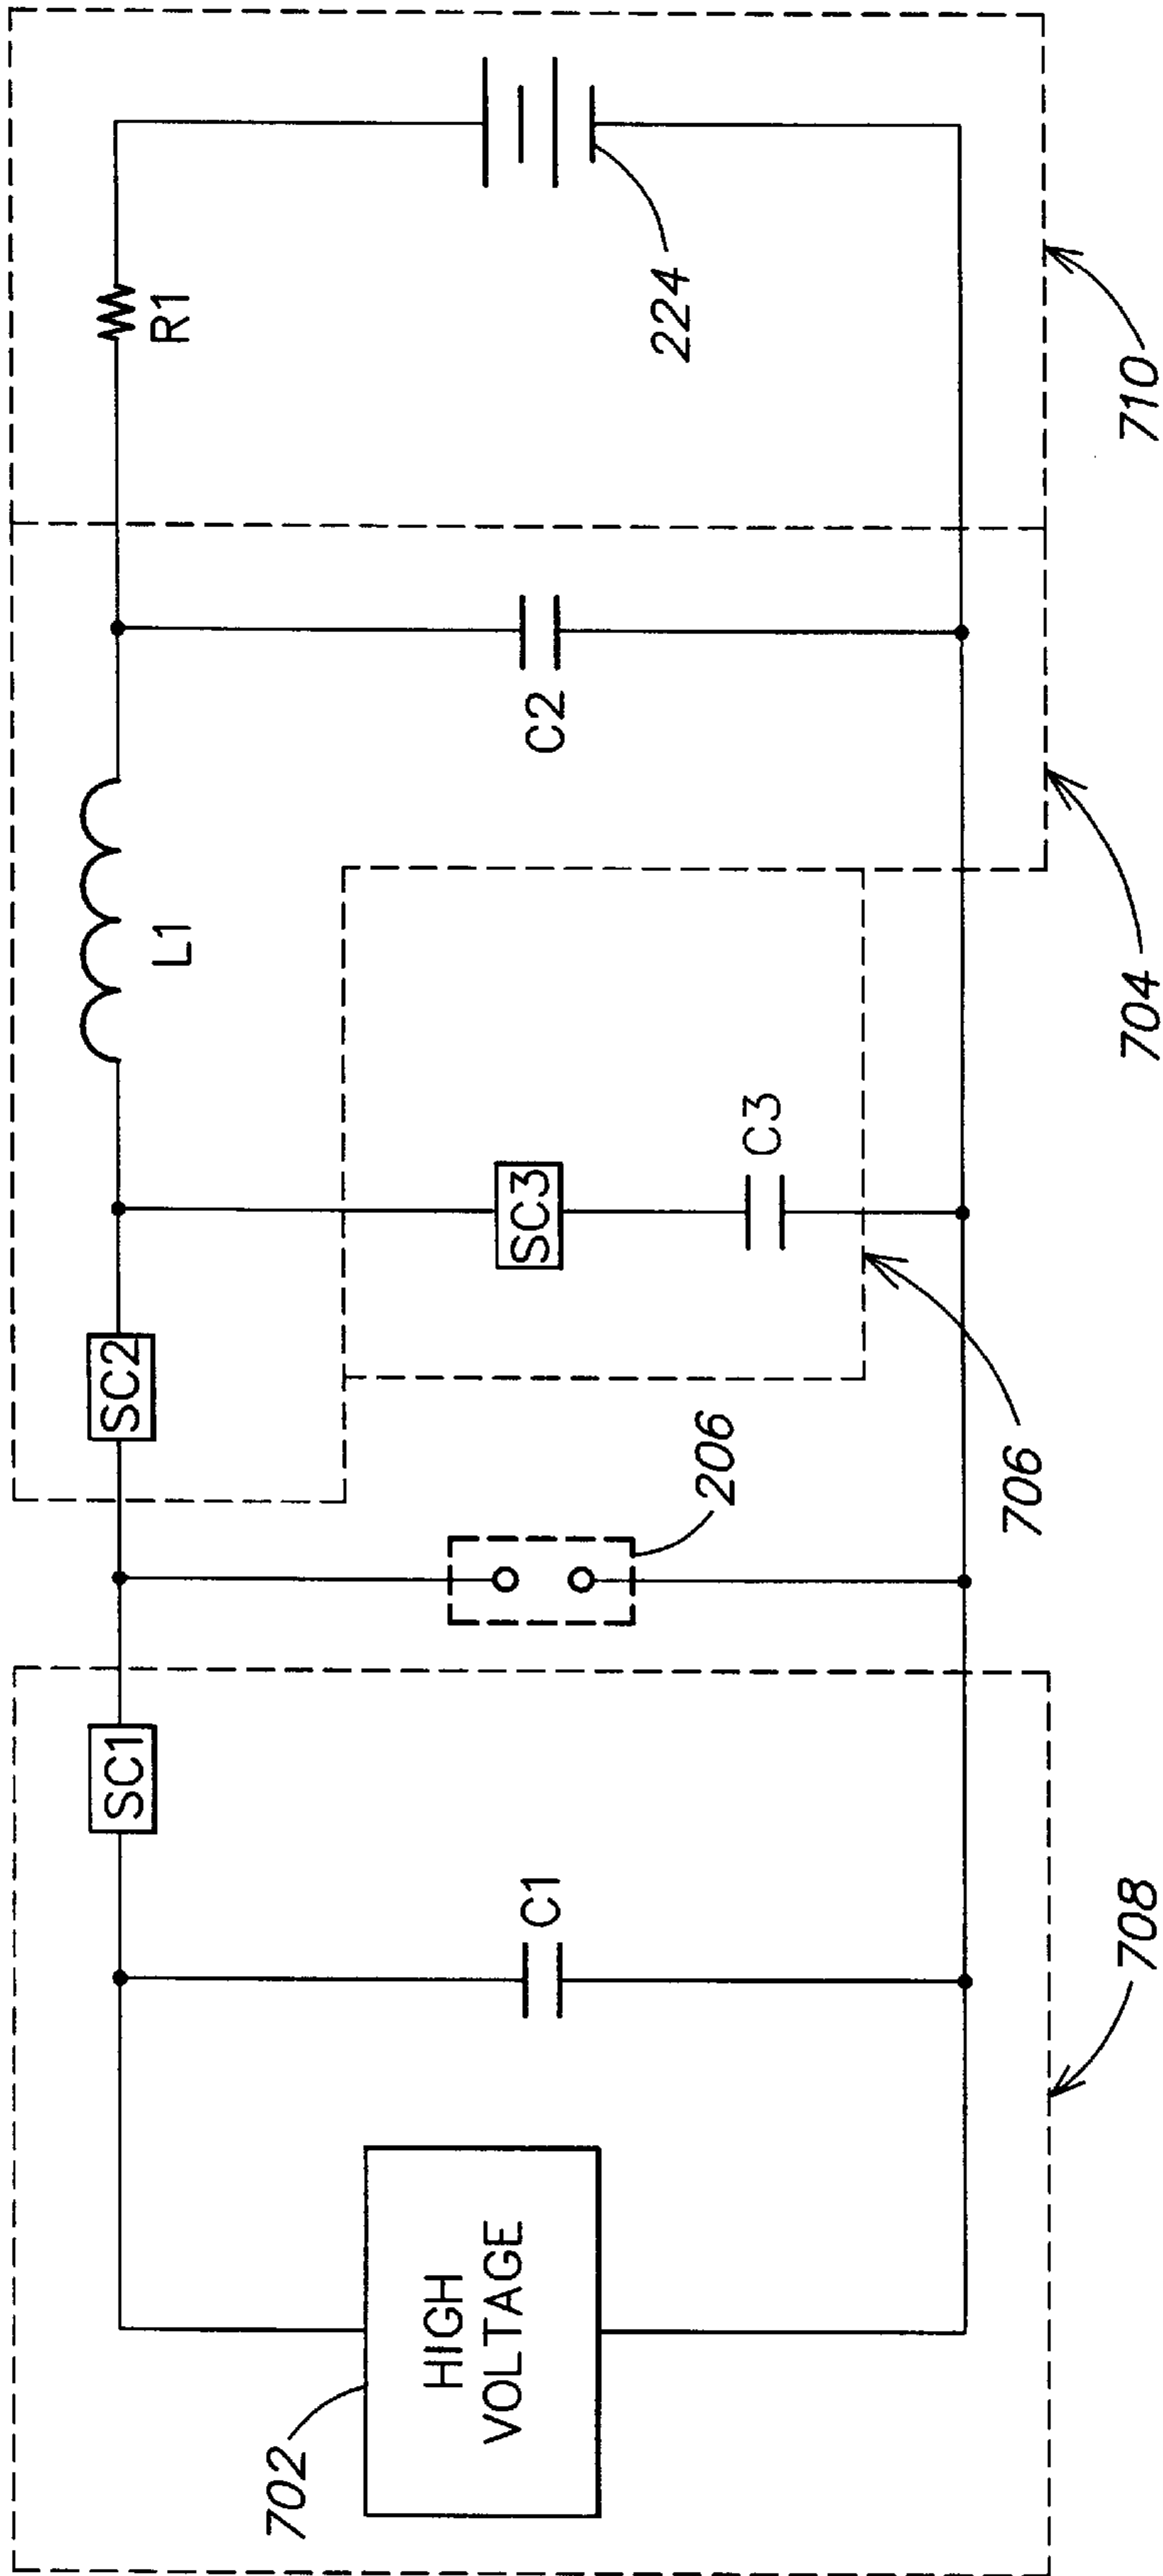 702
HIGH
VOLTAGE
C1
SC1
708
206
SC2
SC3
C3
706
L1
C2
704
R1
224
710